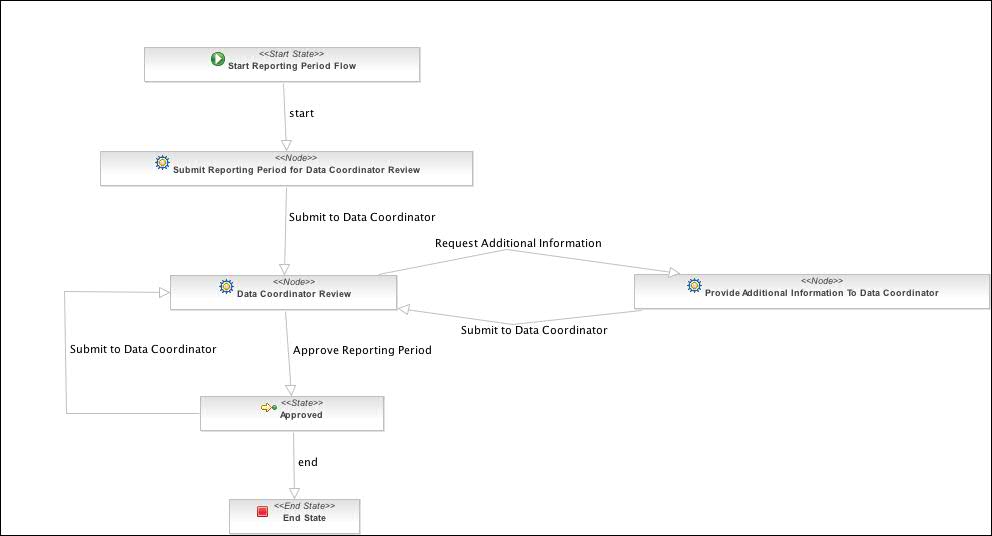 <<Start State>>
Start Reporting Period Flow
start
<<Node>>
Submit Reporting Period for Data Coordinator Review
Submit to Data Coordinator
Request Additional Information
<<Node>>
Data Coordinator Review
<<Node>>
Provide Additional Information To Data Coordinator
Submit to Data Coordinator
Submit to Data Coordinator
Approve Reporting Period
<<State>>
Approved
end
<<End State>>
End State